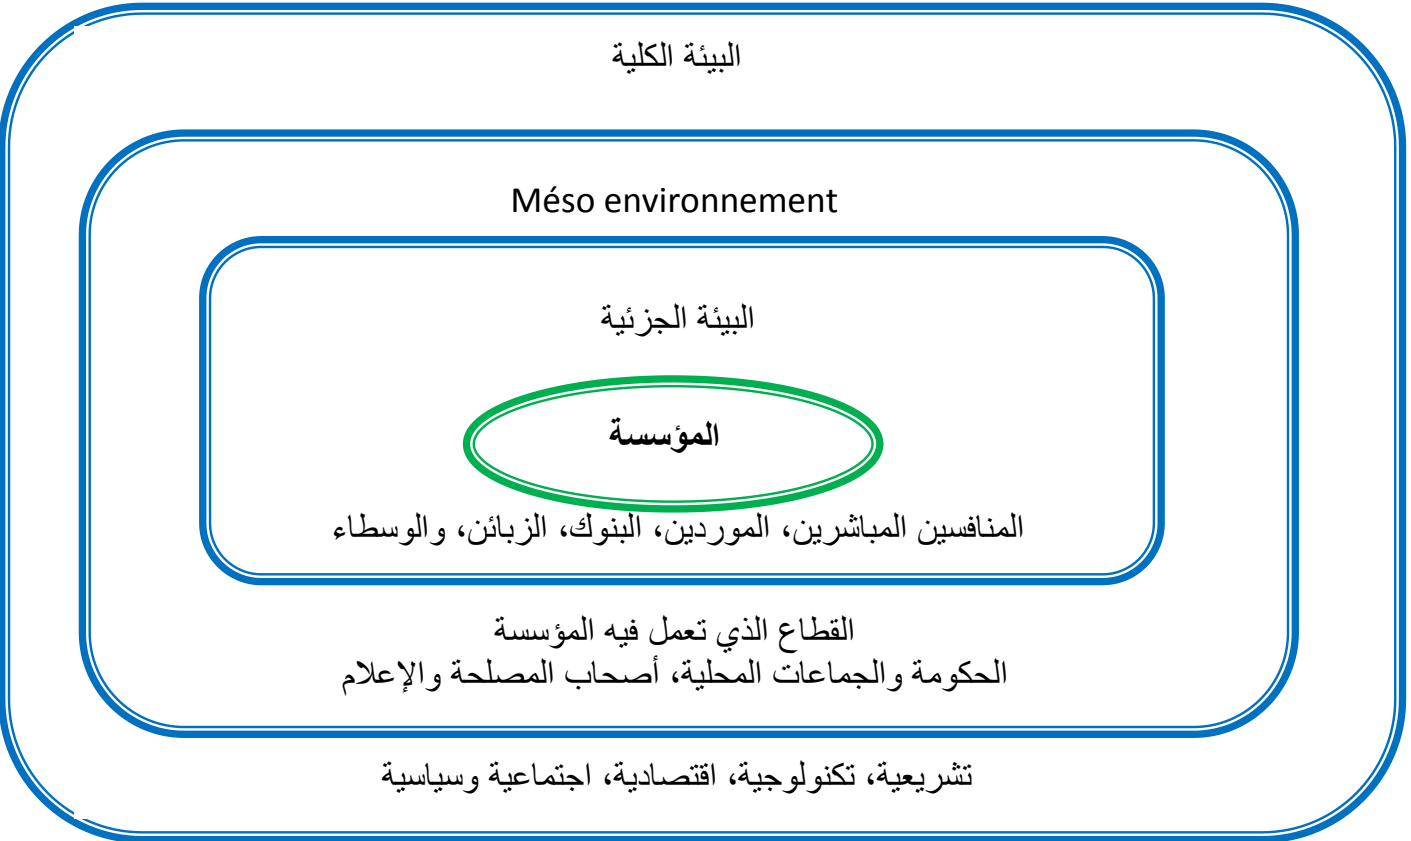 البيئة الكلية
Méso environnement
البيئة الجزئية
المؤسسة
المنافسين المباشرين، الموردين، البنوك، الزبائن، والوسطاء
القطاع الذي تعمل فيه المؤسسة
الحكومة والجماعات المحلية، أصحاب المصلحة والإعلام
تشريعية، تكنولوجية، اقتصادية، اجتماعية وسياسية